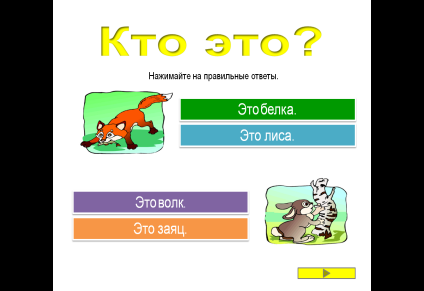 Кто это?
Нажимайте на правильные ответы.
Это белка.
Это лиса.
Это волк.
Это заяц.